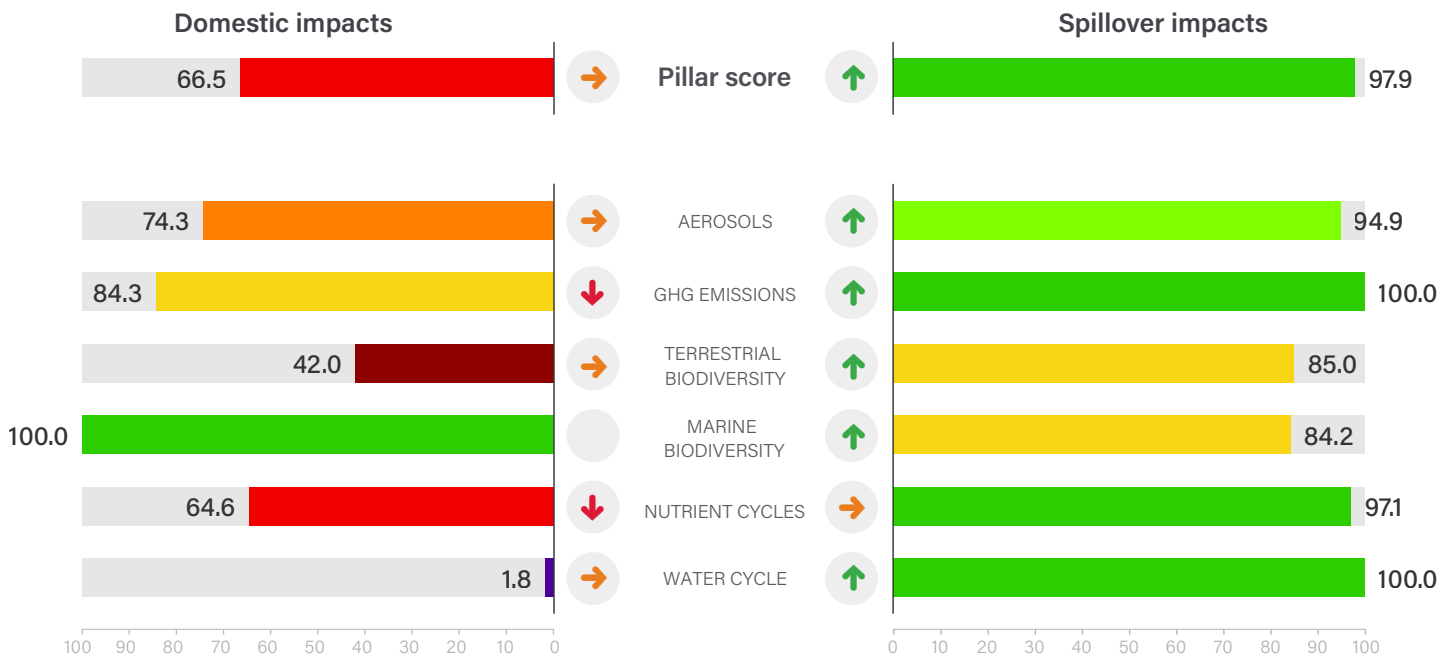 Domestic impacts
Spillover impacts
66.5
Pillar score
97.9
74.3
AEROSOLS
94.9
84.3
GHG EMISSIONS
100.0
42.0
TERRESTRIAL
BIODIVERSITY
85.0
100.0
MARINE
BIODIVERSITY
84.2
64.6
NUTRIENT CYCLES
97.1
1.8
WATER CYCLE
100.0
100 90 80 70 60 50 40 30 20 10 0
0 10 20 30 40 50 60 70 80 90 100